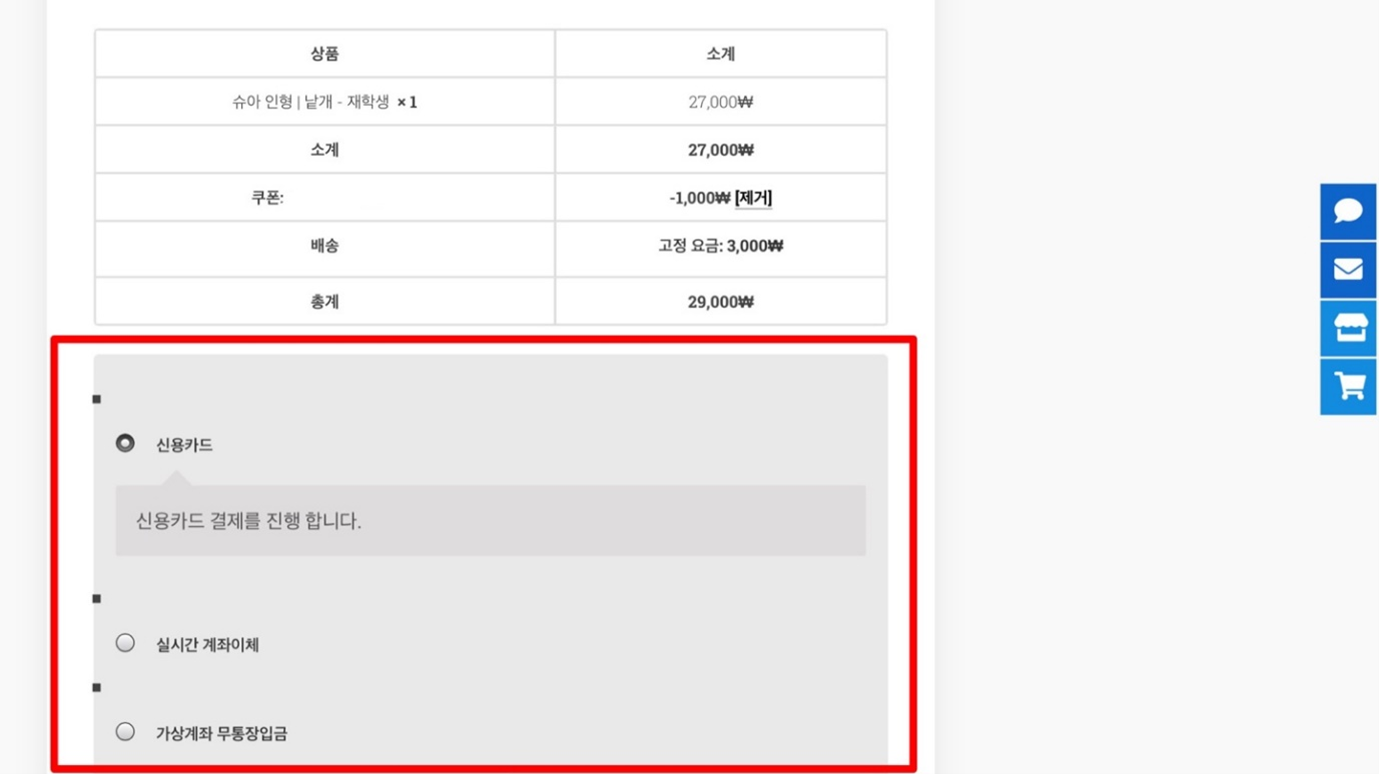 상품 소계
슈아 인형 | 낱개 - 재학생 × 1 27,000₩
소계 27,000₩
쿠폰: -1,000₩ [제거]
배송 고정 요금: 3,000₩
총계 29,000₩
신용카드
신용카드 결제를 진행 합니다.
실시간 계좌이체
가상계좌 무통장입금